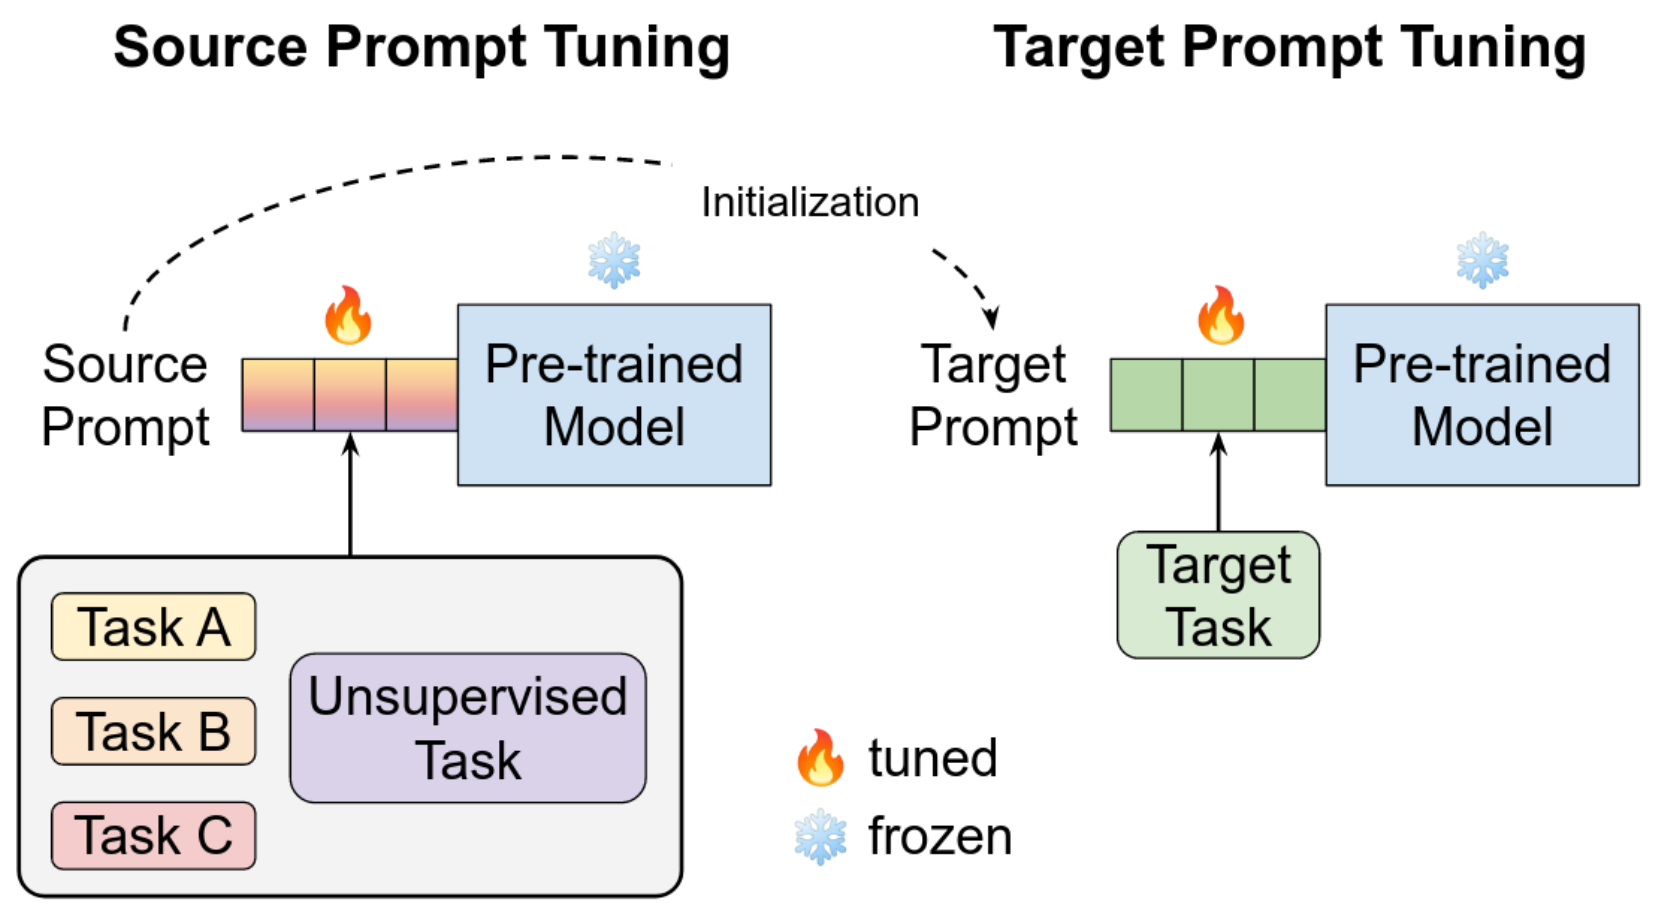 Source Prompt Tuning
Target Prompt Tuning
Initialization
Source
Prompt
Pre-trained
Model
Target
Prompt
Pre-trained
Model
Task A
Task B
Task C
Unsupervised
Task
Target
Task
tuned
frozen